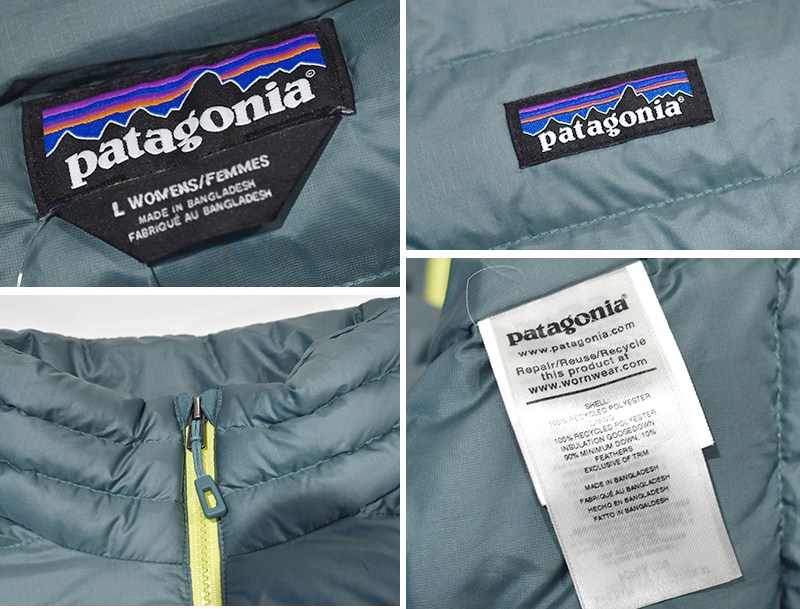 patagonia®
L WOMENS/FEMMES
MADE IN BANGLADESH
FABRIQUÉ AU BANGLADESH
patagonia®
patagonia®
www.patagonia.com
Repair/Reuse/Recycle
this product at
www.wornwear.com
SHELL:
100% RECYCLED POLYESTER
LINING:
100% RECYCLED POLYESTER
INSULATION GOOSEDOWN
90% MINIMUM DOWN, 10%
FEATHERS
EXCLUSIVE OF TRIM
MADE IN BANGLADESH
FABRIQUÉ AU BANGLADESH
HECHO EN BANGLADESH
FATTO IN BANGALDESH